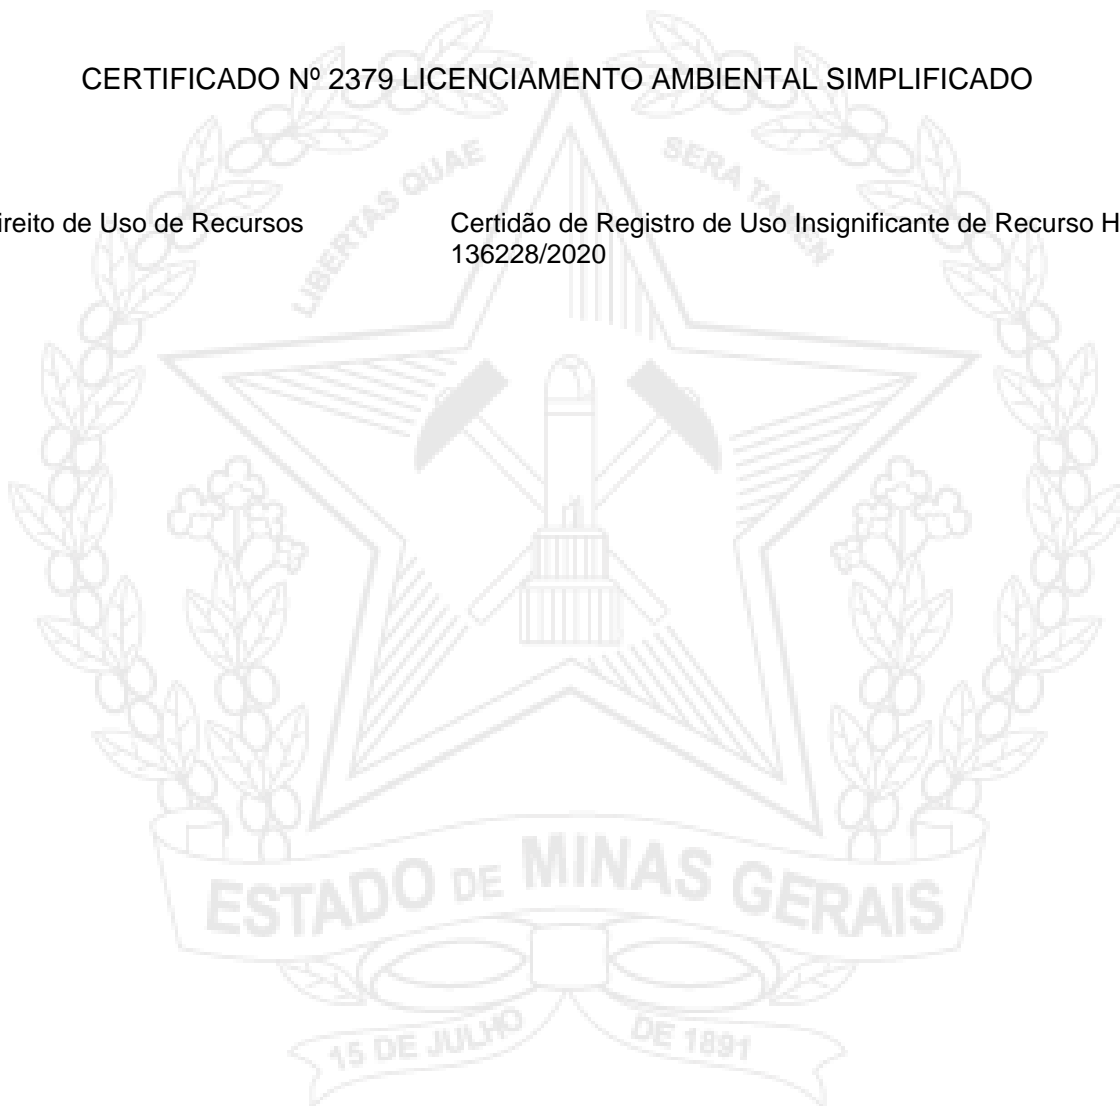 CERTIFICADO Nº 2379 LICENCIAMENTO AMBIENTAL SIMPLIFICADO
LIBERTAS QUAE SERA TAMEN
ireito de Uso de Recursos
Certidão de Registro de Uso Insignificante de Recurso H
136228/2020
ESTADO DE MINAS GERAIS
15 DE JULHO DE 1891